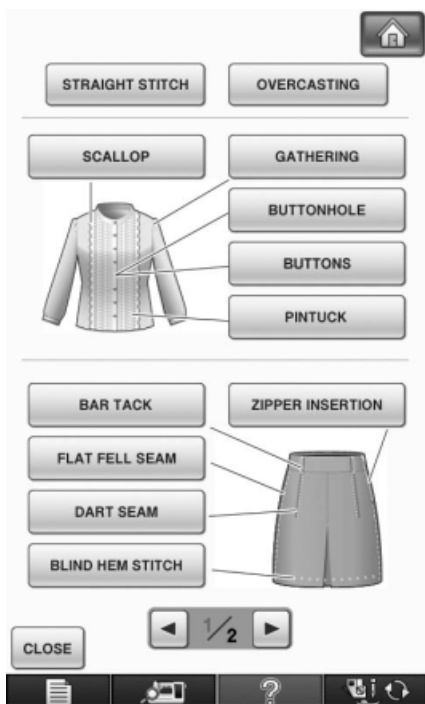 STRAIGHT STITCH OVERCASTING
SCALLOP GATHERING
BUTTONHOLE
BUTTONS
PINTUCK
BAR TACK ZIPPER INSERTION
FLAT FELL SEAM
DART SEAM
BLIND HEM STITCH
1/2
CLOSE
? i